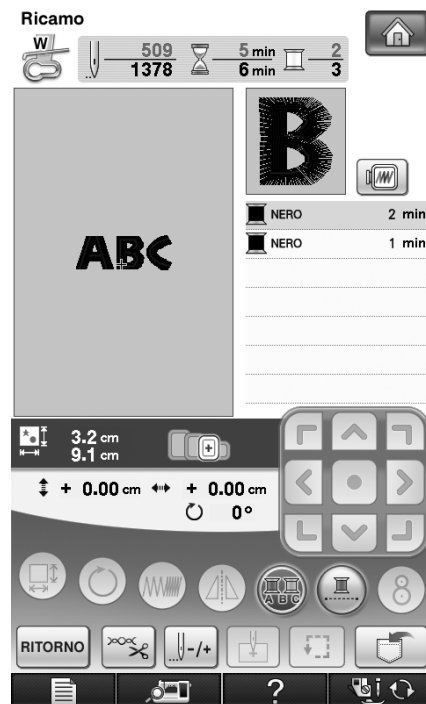 Ricamo
W
509 5 min 2
1378 6 min 3
B
NERO 2 min
NERO 1 min
ABC
3.2 cm
9.1 cm
+ 0.00 cm + 0.00 cm
0°
A B C
8
RITORNO -/+
?